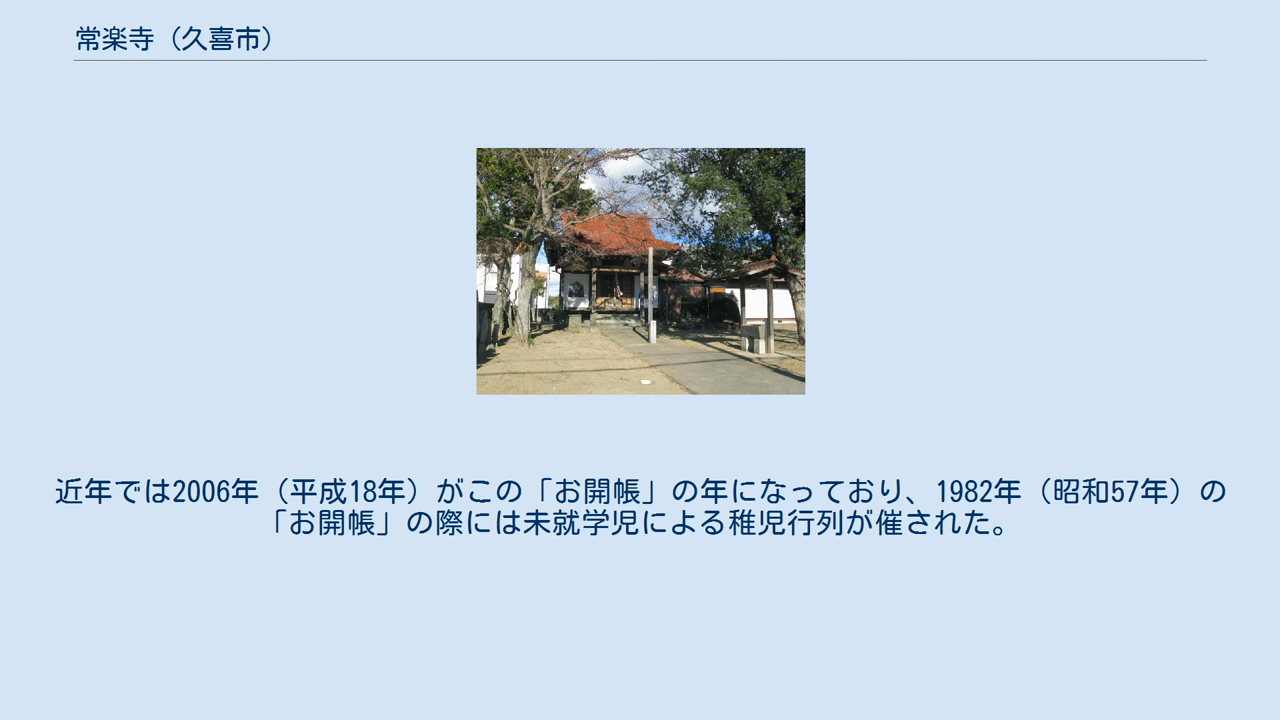 常楽寺（久喜市）
近年では2006年（平成18年）がこの「お開帳」の年になっており、1982年（昭和57年）の
「お開帳」の際には未就学児による稚児行列が催された。